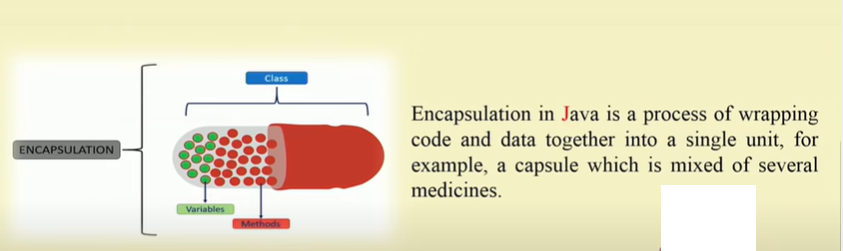 Class
ENCAPSULATION
Variables
Methods
Encapsulation in Java is a process of wrapping
code and data together into a single unit, for
example, a capsule which is mixed of several
medicines.